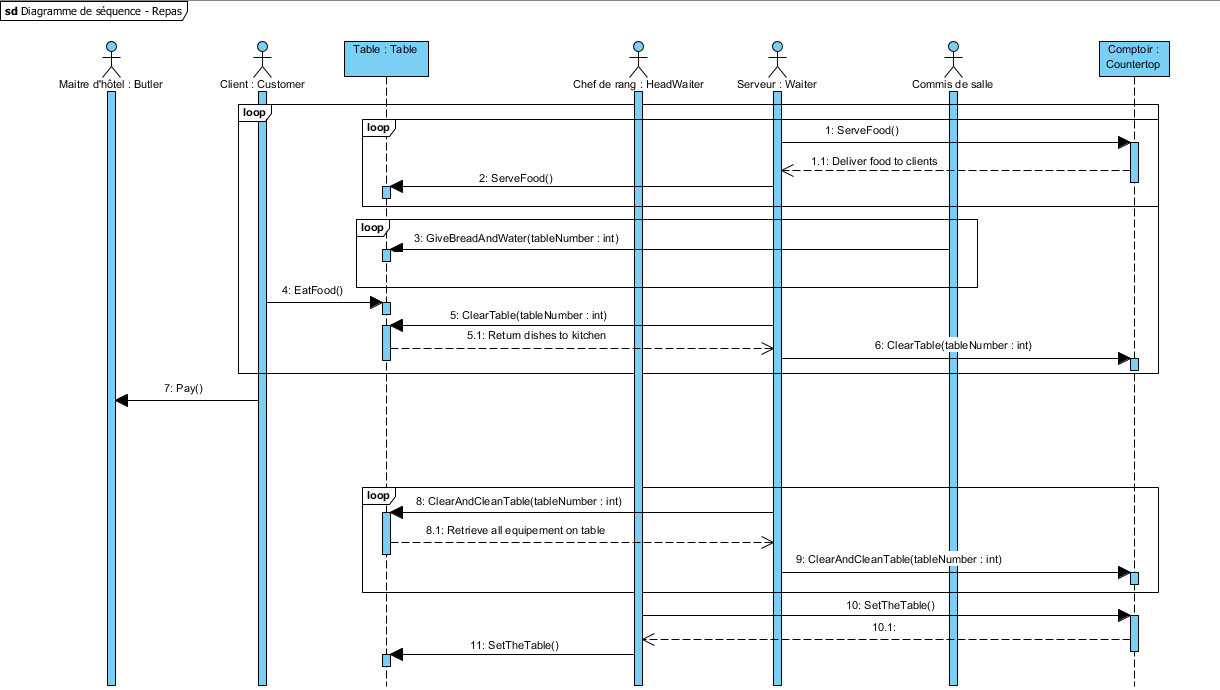 sd Diagramme de séquence - Repas
Maitre d'hôtel : Butler
Client : Customer
Table : Table
Chef de rang : HeadWaiter
Serveur : Waiter
Commis de salle
Comptoir :
Countertop
loop
loop
1: ServeFood()
1.1: Deliver food to clients
2: ServeFood()
loop
3: GiveBreadAndWater(tableNumber : int)
4: EatFood()
5: ClearTable(tableNumber : int)
5.1: Return dishes to kitchen
6: ClearTable(tableNumber : int)
7: Pay()
loop
8: ClearAndCleanTable(tableNumber : int)
8.1: Retrieve all equipement on table
9: ClearAndCleanTable(tableNumber : int)
10: SetTheTable()
10.1:
11: SetTheTable()